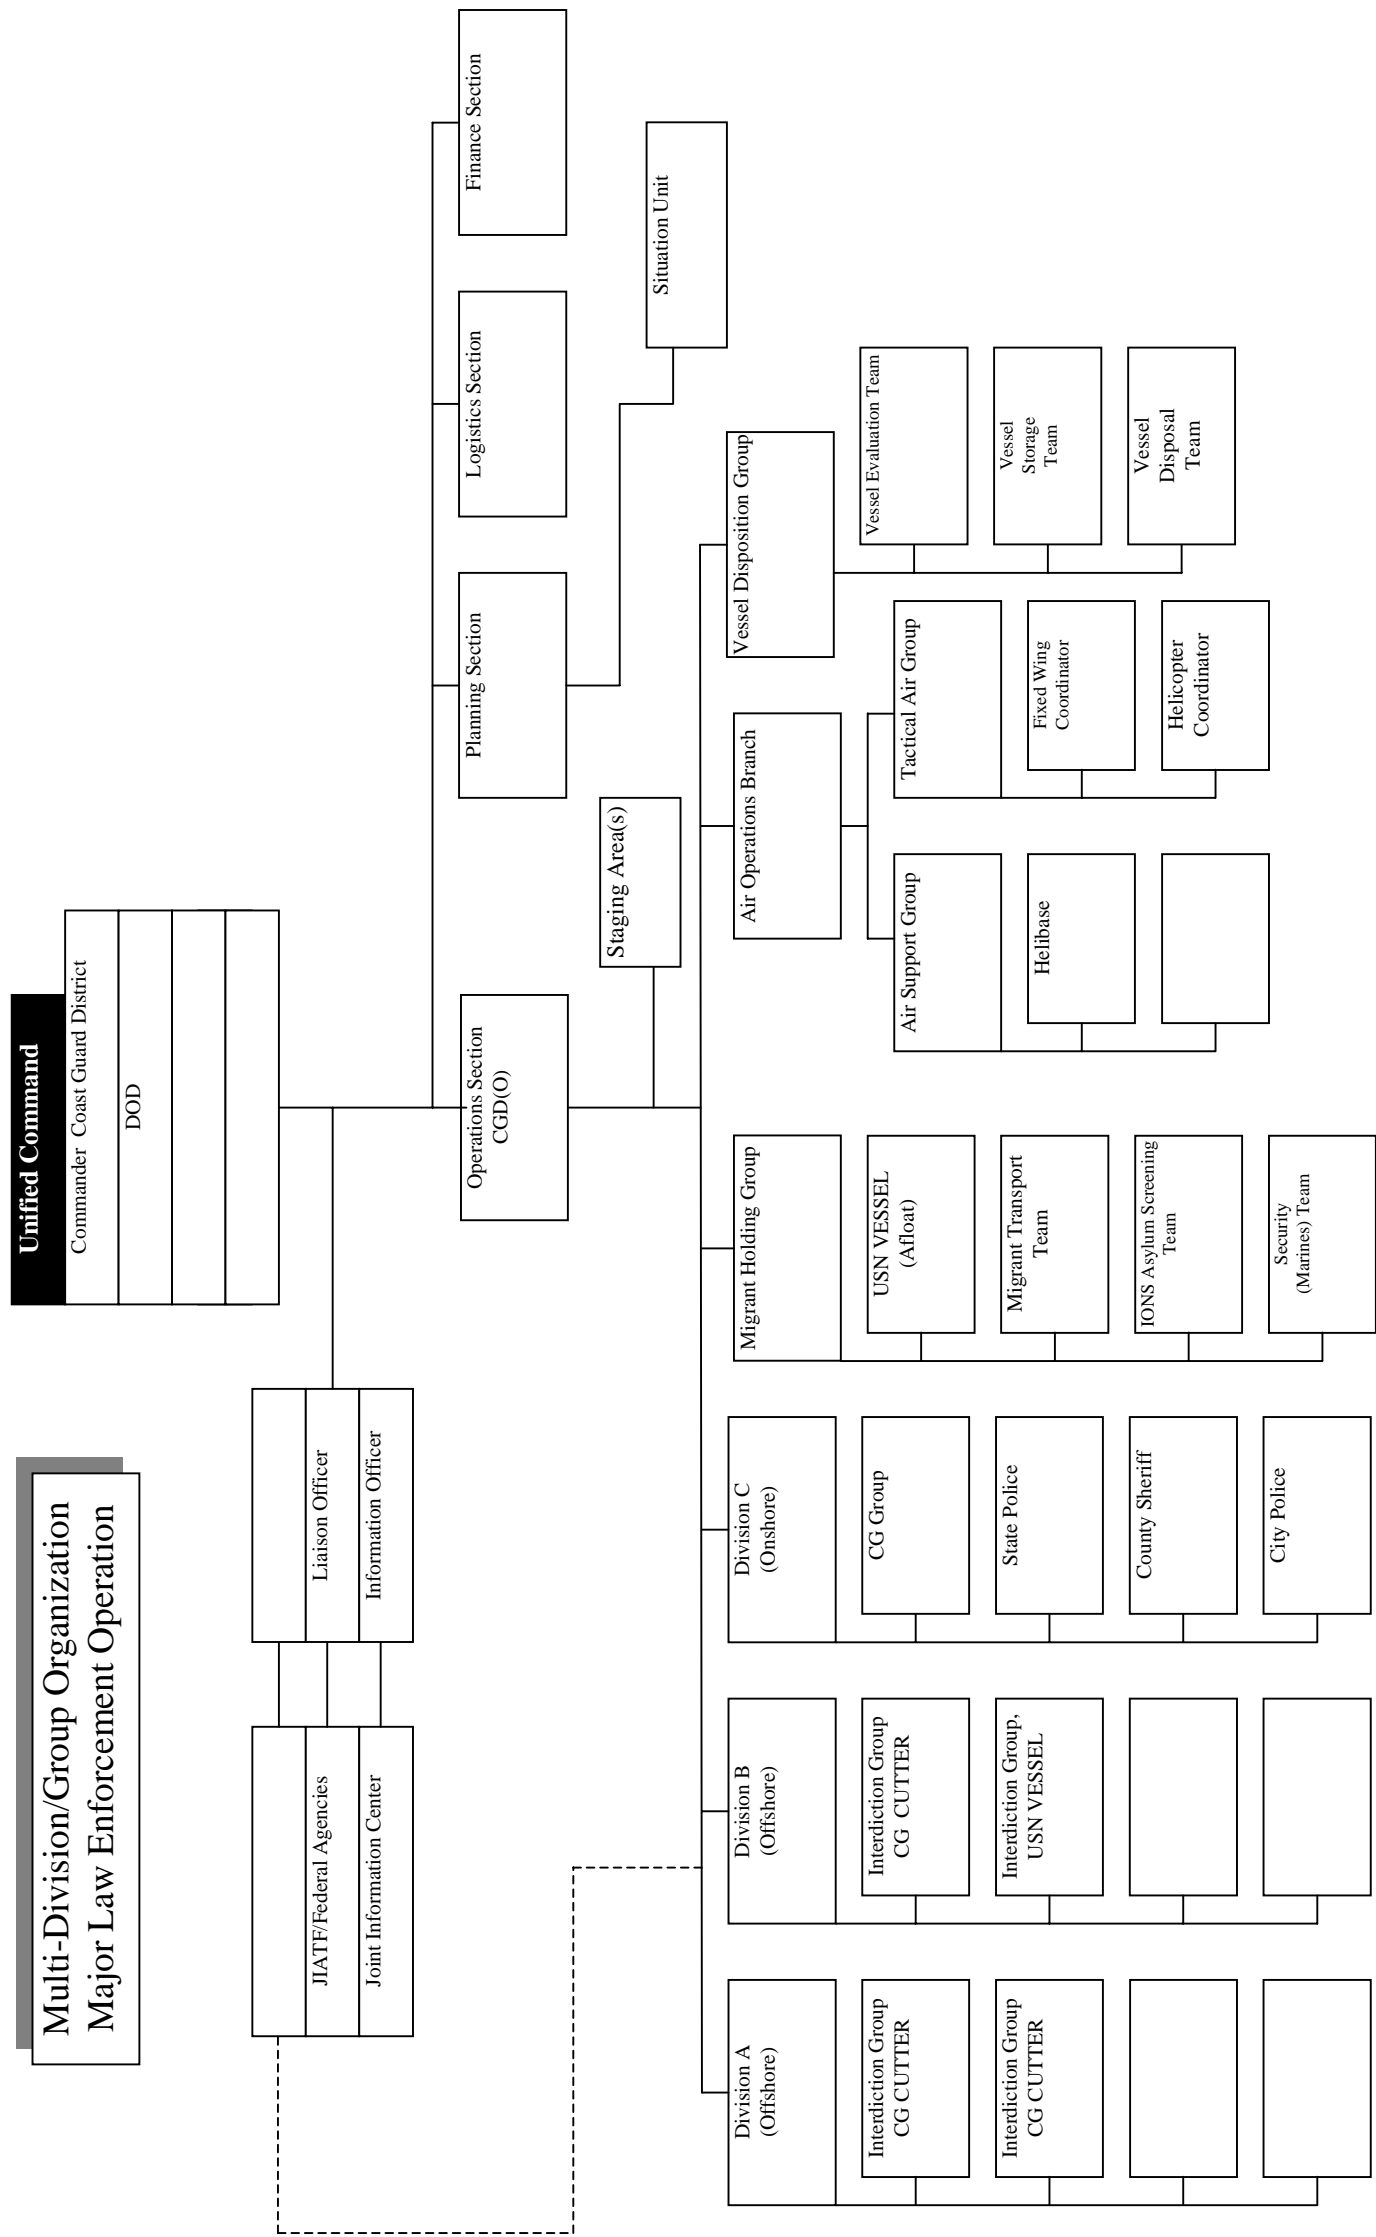 Multi-Division/Group Organization
Major Law Enforcement Operation
Unified Command
Commander Coast Guard District
DOD
Liaison Officer
Information Officer
JIATF/Federal Agencies
Joint Information Center
Operations Section
CGD(O)
Planning Section
Logistics Section
Finance Section
Staging Area(s)
Situation Unit
Division A
(Offshore)
Interdiction Group
CG CUTTER
Interdiction Group
CG CUTTER
Division B
(Offshore)
Interdiction Group
CG CUTTER
Interdiction Group,
USN VESSEL
Division C
(Onshore)
CG Group
State Police
County Sheriff
City Police
Migrant Holding Group
USN VESSEL
(Afloat)
Migrant Transport
Team
IONS Asylum Screening
Team
Security
(Marines) Team
Air Operations Branch
Air Support Group
Helibase
Tactical Air Group
Fixed Wing
Coordinator
Helicopter
Coordinator
Vessel Disposition Group
Vessel Evaluation Team
Vessel
Storage
Team
Vessel
Disposal
Team